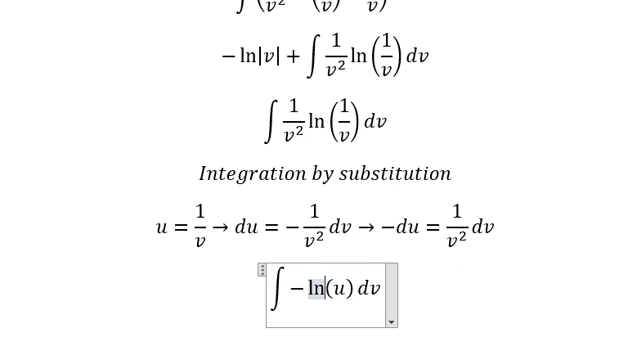 ∫ (v² (v) v)
− ln|v| + ∫ 1/v² ln(1/v) dv
∫ 1/v² ln(1/v) dv
Integration by substitution
u = 1/v → du = − 1/v² dv → −du = 1/v² dv
∫ − ln(u) dv